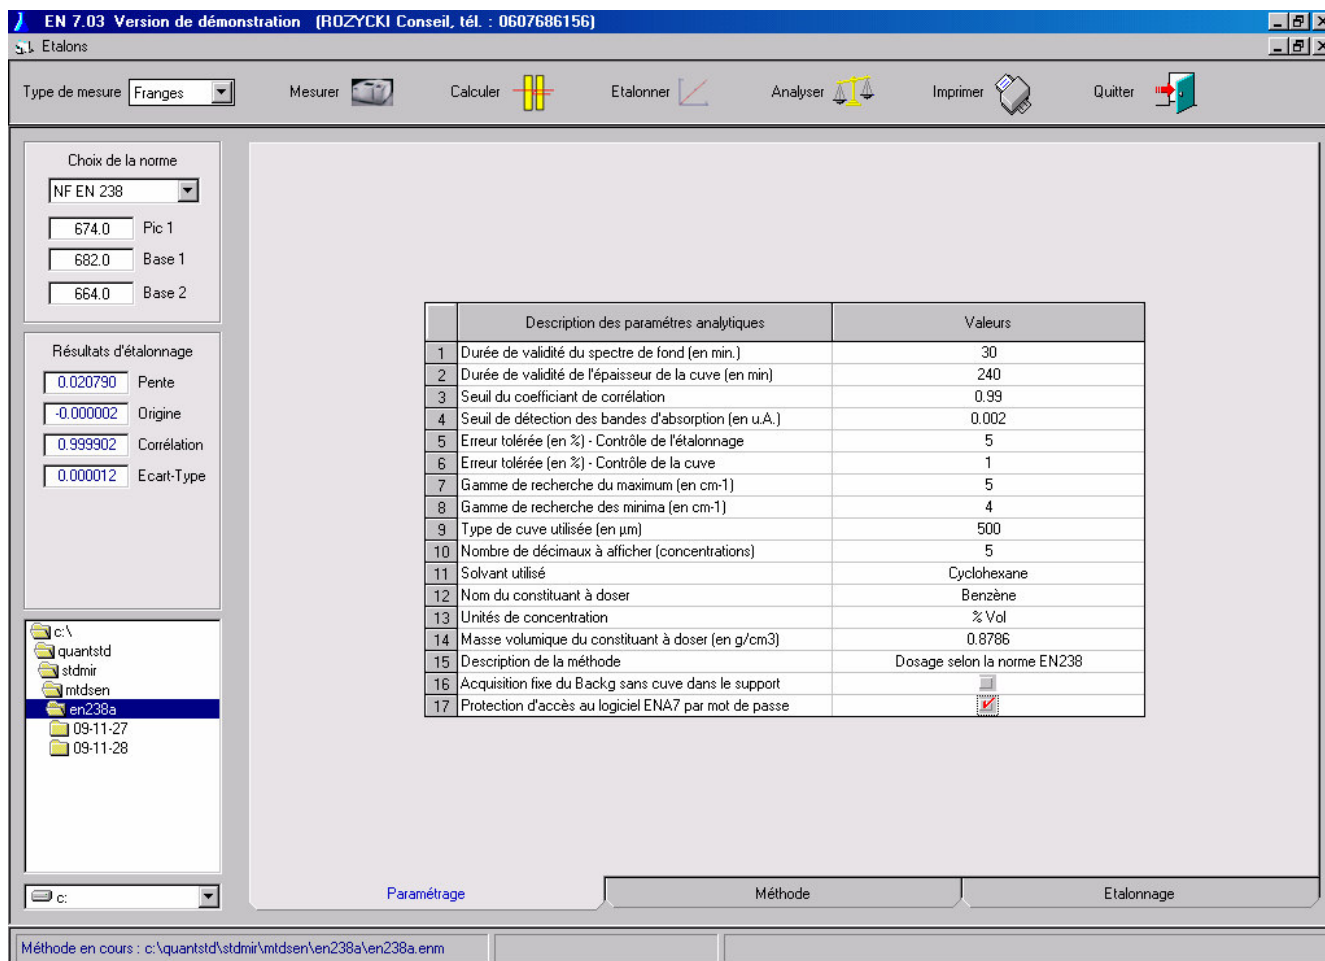 EN 7.03 Version de démonstration (ROZYCKI Conseil, tél. : 0607686156)
Etalons
Type de mesure Franges Mesurer Calculer Etalonner Analyser Imprimer Quitter
Choix de la norme
NF EN 238
674.0 Pic 1
682.0 Base 1
664.0 Base 2
Résultats d'étalonnage
0.020790 Pente
-0.000002 Origine
0.999902 Corrélation
0.000012 Ecart-Type
c:\
quantstd
stdmir
mtdsen
en238a
09-11-27
09-11-28
c:
Description des paramétres analytiques Valeurs
1 Durée de validité du spectre de fond (en min.) 30
2 Durée de validité de l'épaisseur de la cuve (en min) 240
3 Seuil du coefficiant de corrélation 0.99
4 Seuil de détection des bandes d'absorption (en u.A.) 0.002
5 Erreur tolérée (en %) - Contrôle de l'étalonnage 5
6 Erreur tolérée (en %) - Contrôle de la cuve 1
7 Gamme de recherche du maximum (en cm-1) 5
8 Gamme de recherche des minima (en cm-1) 4
9 Type de cuve utilisée (en µm) 500
10 Nombre de décimaux à afficher (concentrations) 5
11 Solvant utilisé Cyclohexane
12 Nom du constituant à doser Benzène
13 Unités de concentration % Vol
14 Masse volumique du constituant à doser (en g/cm3) 0.8786
15 Description de la méthode Dosage selon la norme EN238
16 Acquisition fixe du Backg sans cuve dans le support
17 Protection d'accès au logiciel ENA7 par mot de passe
Paramétrage Méthode Etalonnage
Méthode en cours : c:\quantstd\stdmir\mtdsen\en238a\en238a.enm